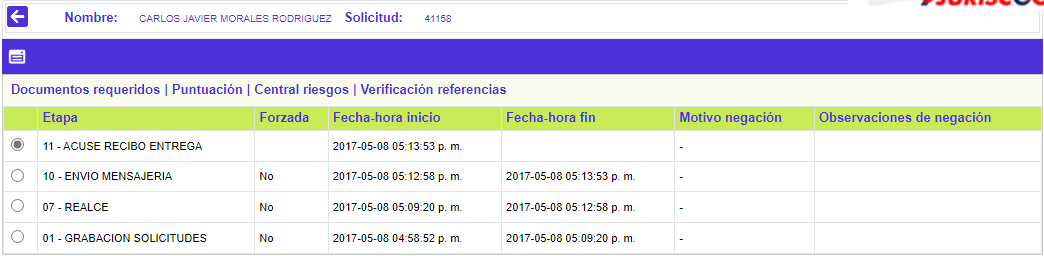 Nombre: CARLOS JAVIER MORALES RODRIGUEZ Solicitud: 41158
Documentos requeridos | Puntuación | Central riesgos | Verificación referencias
Etapa Forzada Fecha-hora inicio Fecha-hora fin Motivo negación Observaciones de negación
11 - ACUSE RECIBO ENTREGA 2017-05-08 05:13:53 p. m. -
10 - ENVIO MENSAJERIA No 2017-05-08 05:12:58 p. m. 2017-05-08 05:13:53 p. m. -
07 - REALCE No 2017-05-08 05:09:20 p. m. 2017-05-08 05:12:58 p. m. -
01 - GRABACION SOLICITUDES No 2017-05-08 04:58:52 p. m. 2017-05-08 05:09:20 p. m. -